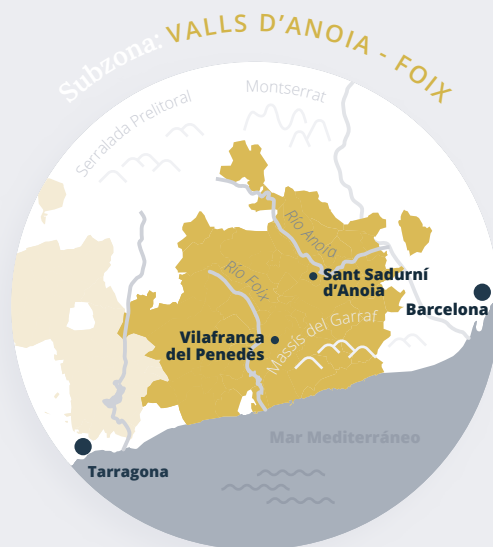 Subzona: VALLS D'ANOIA - FOIX
Serralada Prelitoral
Montserrat
Río Anoia
Río Foix
Sant Sadurní
d'Anoia
Barcelona
Vilafranca
del Penedès
Massís del Garraf
Mar Mediterráneo
Tarragona